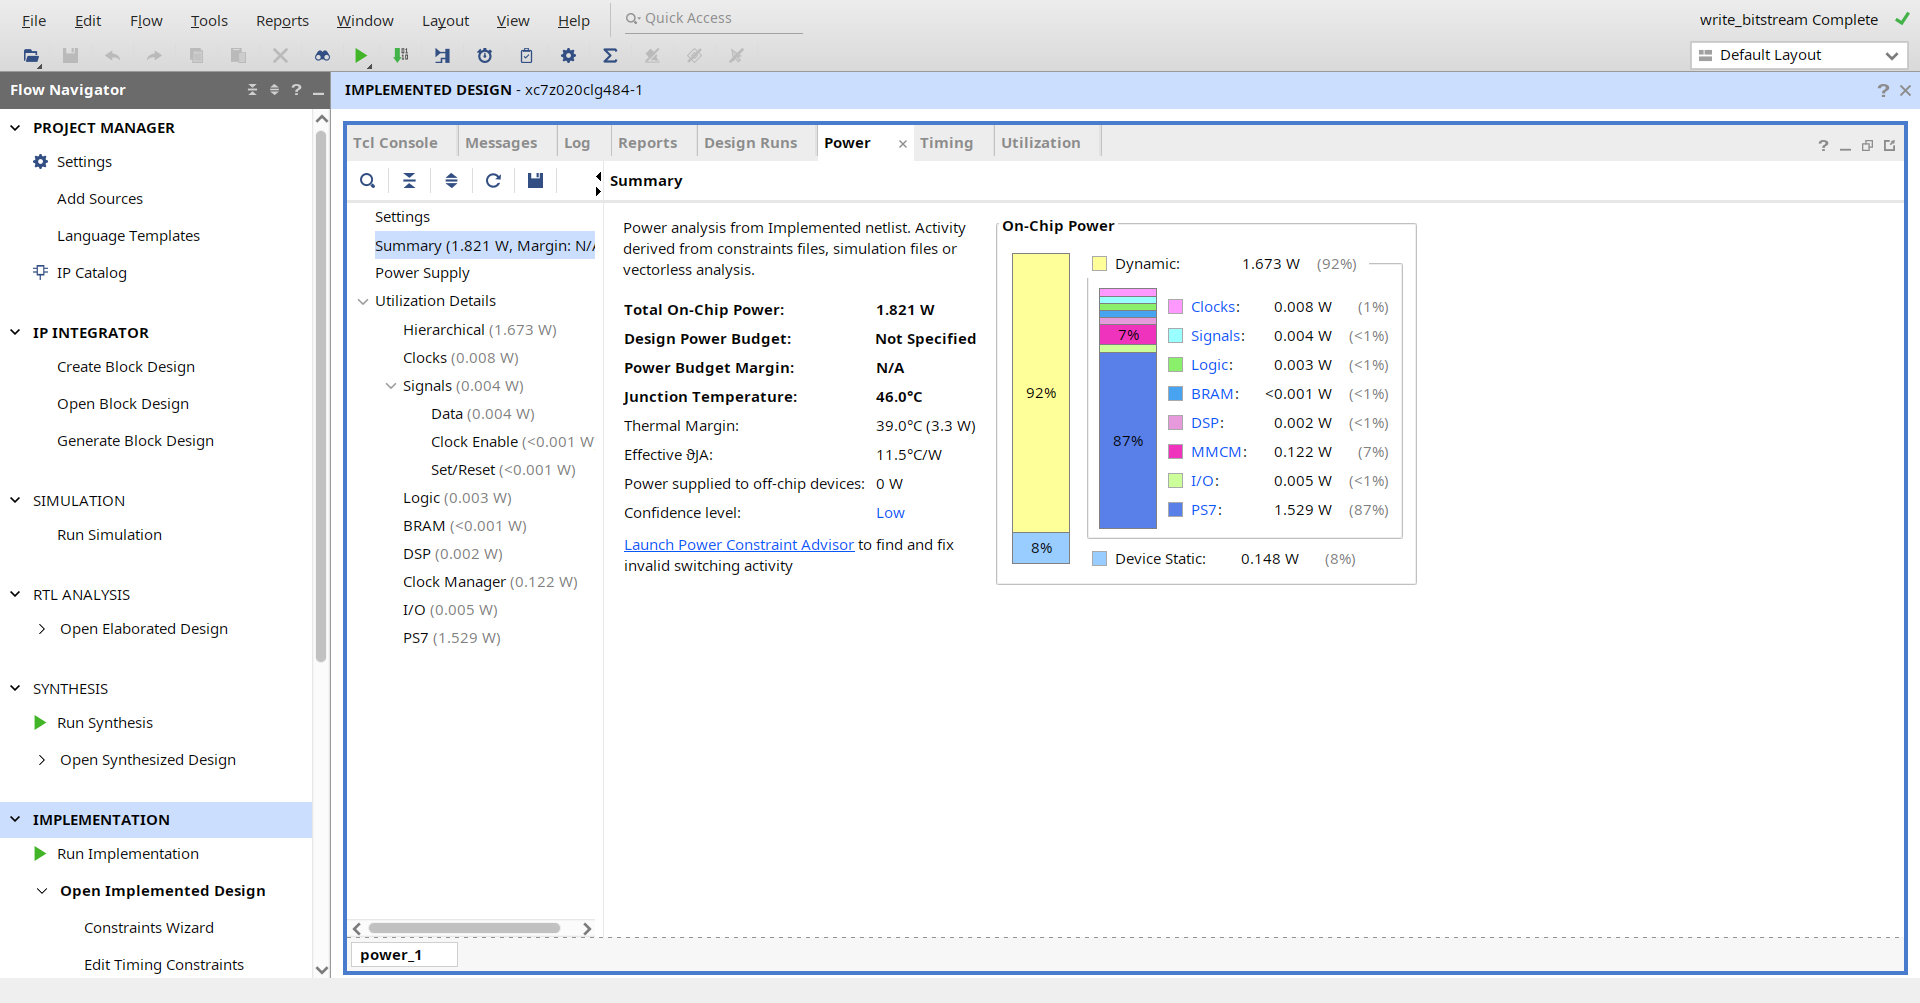 File Edit Flow Tools Reports Window Layout View Help Quick Access write_bitstream Complete
Default Layout
Flow Navigator
IMPLEMENTED DESIGN - xc7z020clg484-1
PROJECT MANAGER
Settings
Add Sources
Language Templates
IP Catalog
IP INTEGRATOR
Create Block Design
Open Block Design
Generate Block Design
SIMULATION
Run Simulation
RTL ANALYSIS
Open Elaborated Design
SYNTHESIS
Run Synthesis
Open Synthesized Design
IMPLEMENTATION
Run Implementation
Open Implemented Design
Constraints Wizard
Edit Timing Constraints
Tcl Console Messages Log Reports Design Runs Power Timing Utilization
Summary
Settings
Summary (1.821 W, Margin: N/A
Power Supply
Utilization Details
Hierarchical (1.673 W)
Clocks (0.008 W)
Signals (0.004 W)
Data (0.004 W)
Clock Enable (<0.001 W
Set/Reset (<0.001 W)
Logic (0.003 W)
BRAM (<0.001 W)
DSP (0.002 W)
Clock Manager (0.122 W)
I/O (0.005 W)
PS7 (1.529 W)
Power analysis from Implemented netlist. Activity
derived from constraints files, simulation files or
vectorless analysis.
Total On-Chip Power: 1.821 W
Design Power Budget: Not Specified
Power Budget Margin: N/A
Junction Temperature: 46.0°C
Thermal Margin: 39.0°C (3.3 W)
Effective ϑJA: 11.5°C/W
Power supplied to off-chip devices: 0 W
Confidence level: Low
Launch Power Constraint Advisor to find and fix
invalid switching activity
On-Chip Power
92%
8%
Dynamic: 1.673 W (92%)
7%
87%
Clocks: 0.008 W (1%)
Signals: 0.004 W (<1%)
Logic: 0.003 W (<1%)
BRAM: <0.001 W (<1%)
DSP: 0.002 W (<1%)
MMCM: 0.122 W (7%)
I/O: 0.005 W (<1%)
PS7: 1.529 W (87%)
Device Static: 0.148 W (8%)
power_1